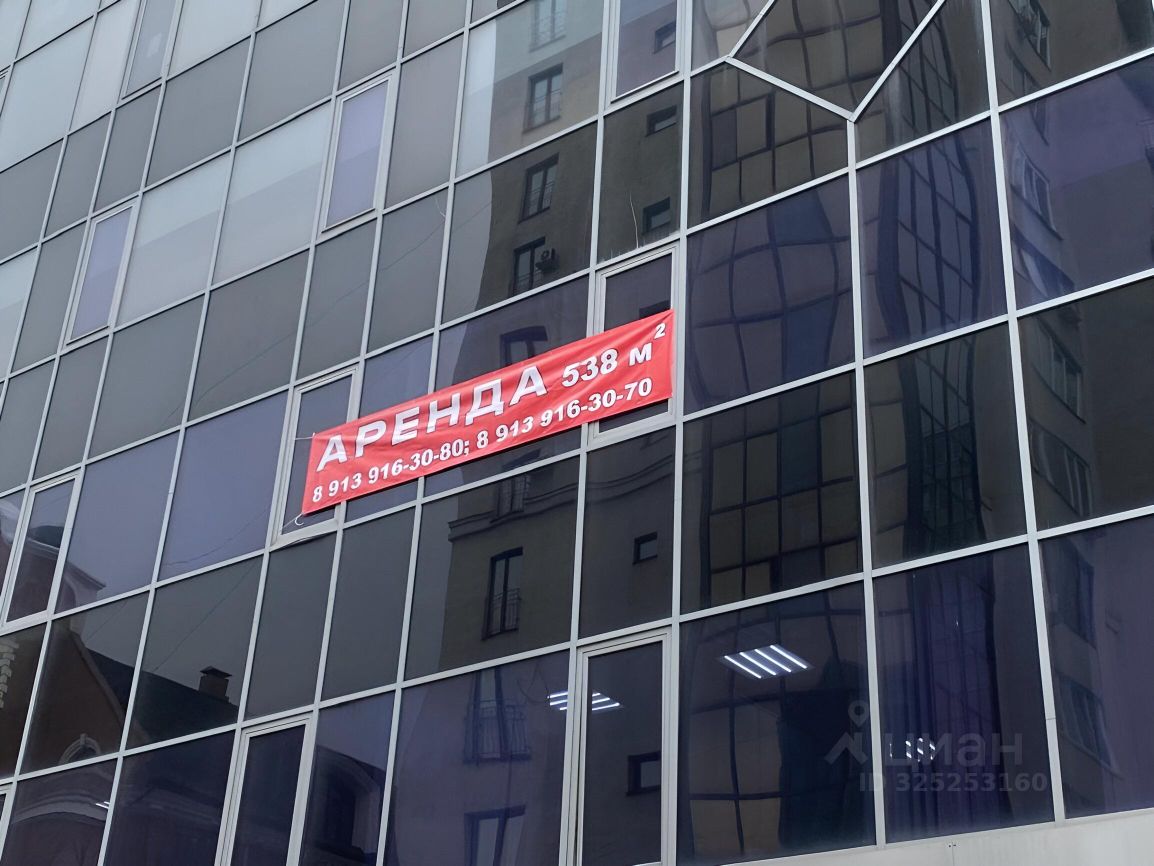 АРЕНДА 538 м²
8 913 916-30-80; 8 913 916-30-70
циан
ID 325253160